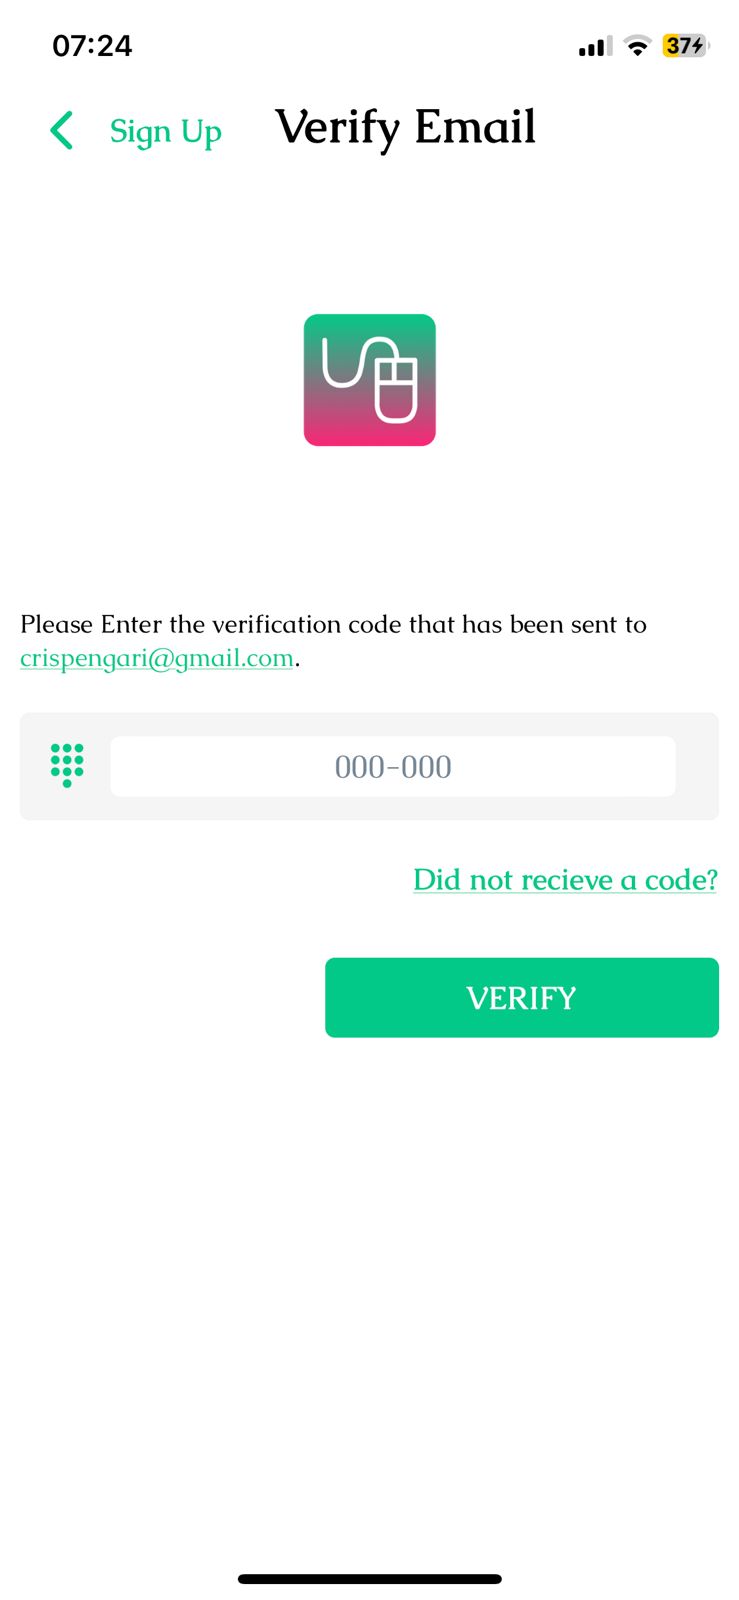 07:24
37
Sign Up
Verify Email
Please Enter the verification code that has been sent to
crispengari@gmail.com.
000-000
Did not recieve a code?
VERIFY